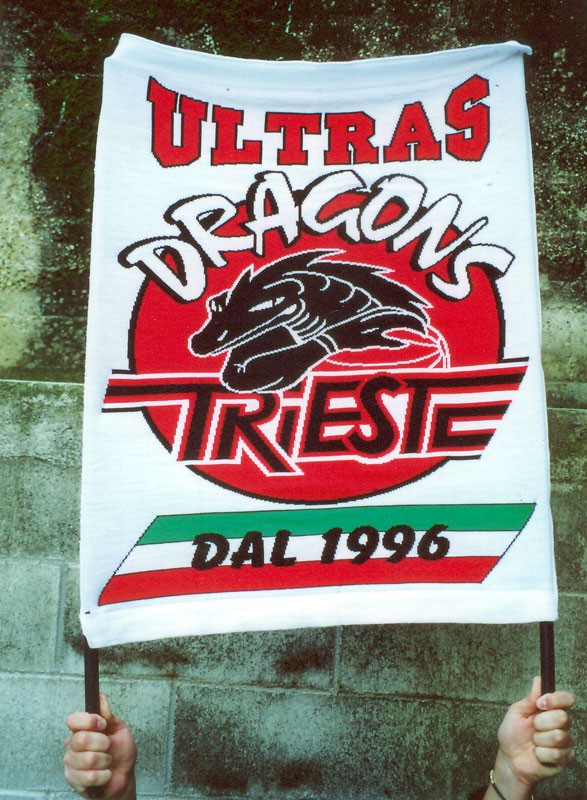 ULTRAS
DRAGONS
TRiESTE
DAL 1996